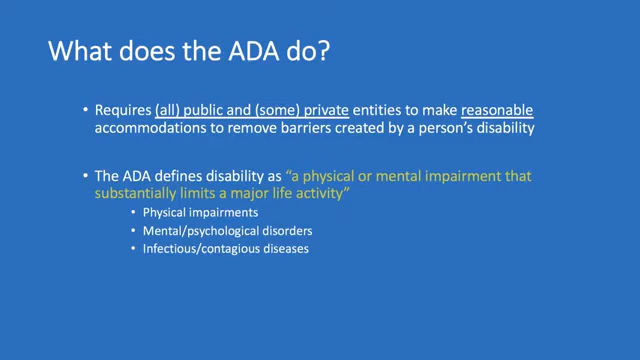 What does the ADA do?
• Requires (all) public and (some) private entities to make reasonable
accommodations to remove barriers created by a person's disability
• The ADA defines disability as “a physical or mental impairment that
substantially limits a major life activity”
• Physical impairments
• Mental/psychological disorders
• Infectious/contagious diseases